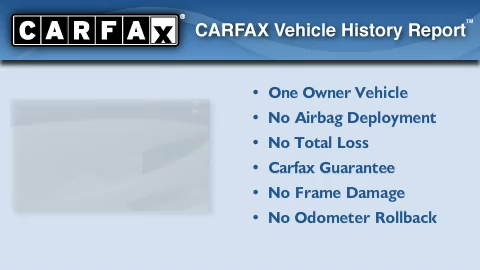 CARFAX® CARFAX Vehicle History Report™
• One Owner Vehicle
• No Airbag Deployment
• No Total Loss
• Carfax Guarantee
• No Frame Damage
• No Odometer Rollback